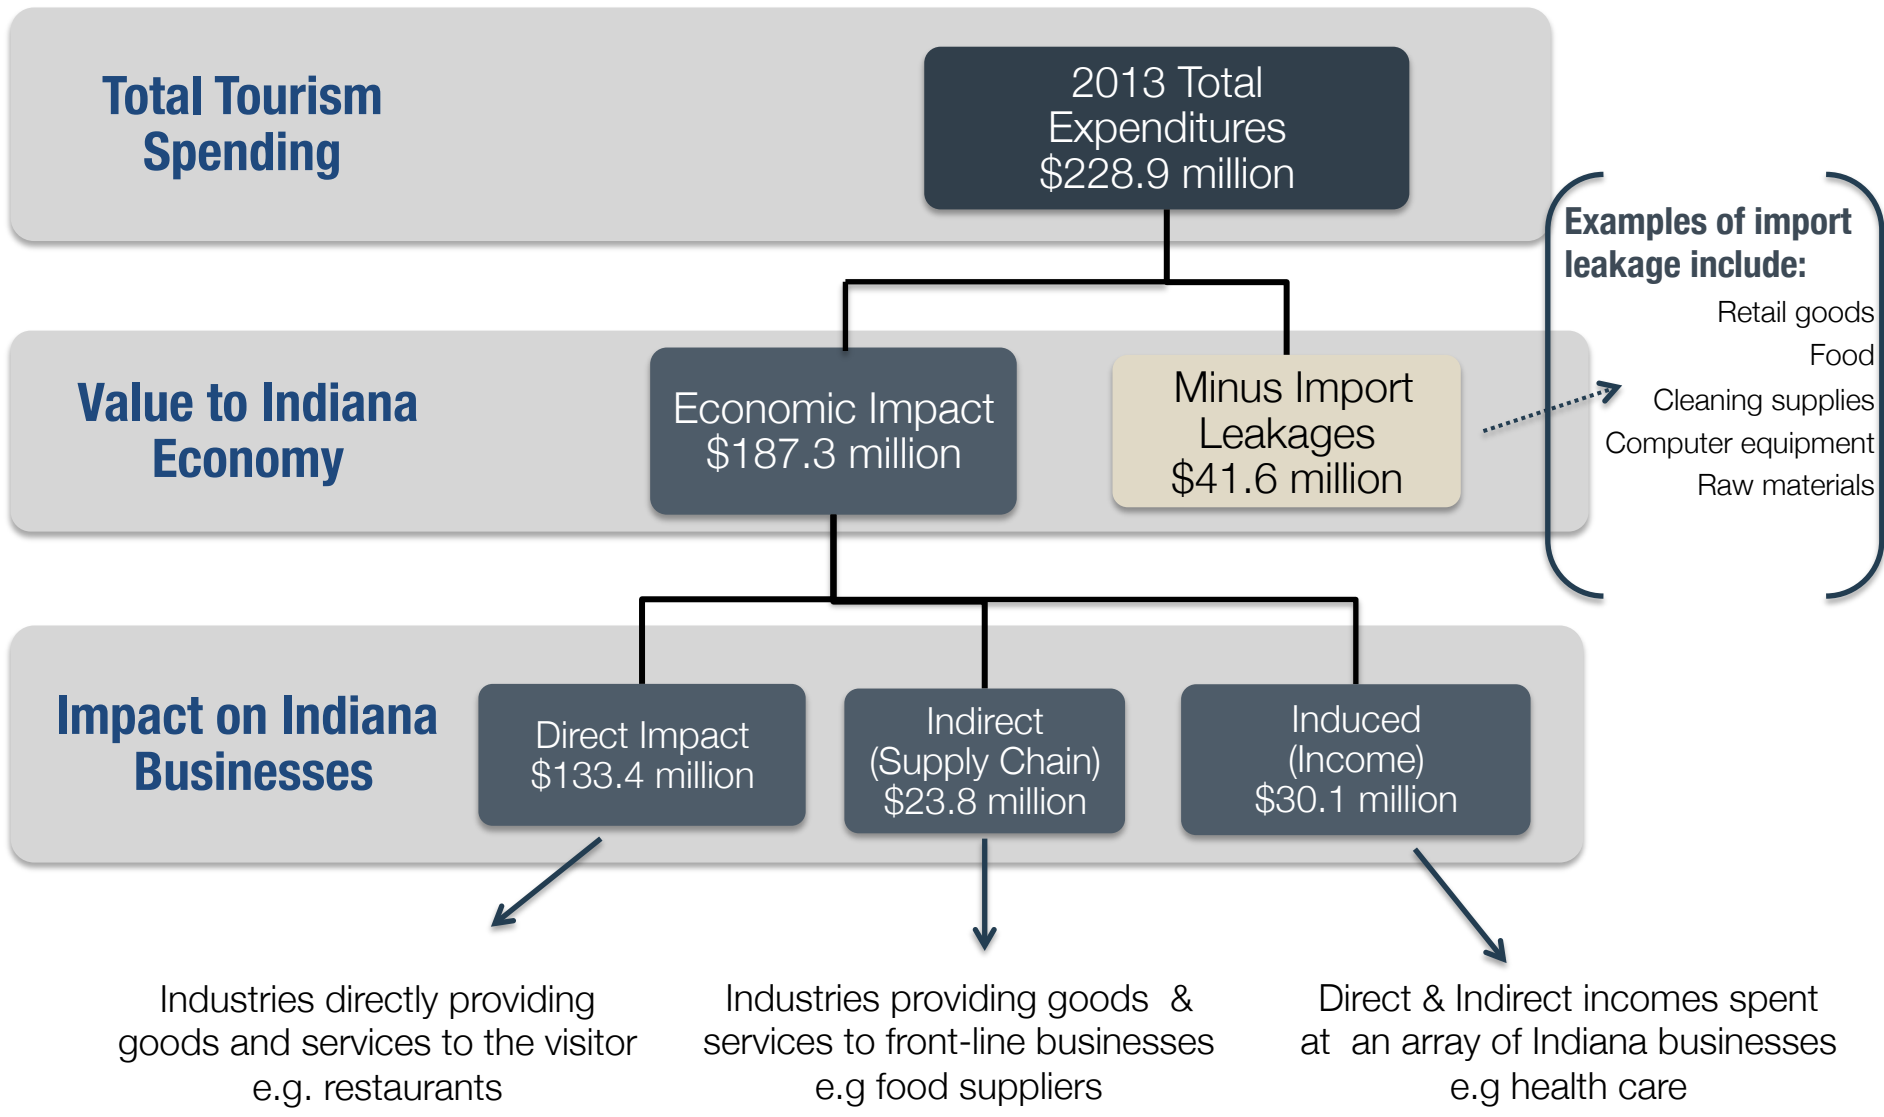 Total Tourism
Spending
2013 Total
Expenditures
$228.9 million
Examples of import
leakage include:
Retail goods
Food
Cleaning supplies
Computer equipment
Raw materials
Value to Indiana
Economy
Economic Impact
$187.3 million
Minus Import
Leakages
$41.6 million
Impact on Indiana
Businesses
Direct Impact
$133.4 million
Indirect
(Supply Chain)
$23.8 million
Induced
(Income)
$30.1 million
Industries directly providing
goods and services to the visitor
e.g. restaurants
Industries providing goods & 
services to front-line businesses
e.g food suppliers
Direct & Indirect incomes spent
at an array of Indiana businesses
e.g health care